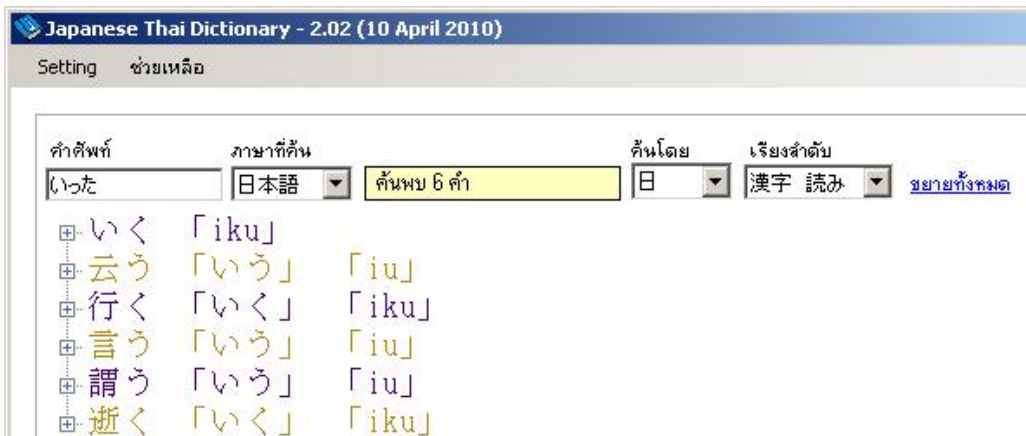 Japanese Thai Dictionary - 2.02 (10 April 2010)
Setting ช่วยเหลือ
คำศัพท์ ภาษาที่ค้น ค้นโดย เรียงลำดับ
いった 日本語 ค้นพบ 6 คำ 日 漢字 読み ขยายทั้งหมด
いく 「iku」
云う 「いう」 「iu」
行く 「いく」 「iku」
言う 「いう」 「iu」
謂う 「いう」 「iu」
逝く 「いく」 「iku」